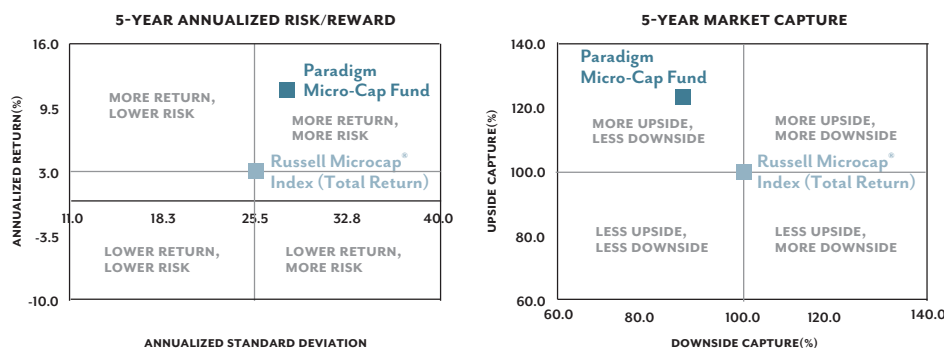 5-YEAR ANNUALIZED RISK/REWARD
16.0
9.5
3.0
-3.5
-10.0
ANNUALIZED RETURN(%)
MORE RETURN,
LOWER RISK
Paradigm
Micro-Cap Fund
MORE RETURN,
MORE RISK
Russell Microcap®
Index (Total Return)
11.0 18.3 25.5 32.8 40.0
LOWER RETURN,
LOWER RISK
LOWER RETURN,
MORE RISK
ANNUALIZED STANDARD DEVIATION
5-YEAR MARKET CAPTURE
140.0
120.0
100.0
80.0
60.0
UPSIDE CAPTURE(%)
Paradigm
Micro-Cap Fund
MORE UPSIDE,
LESS DOWNSIDE
MORE UPSIDE,
MORE DOWNSIDE
Russell Microcap®
Index (Total Return)
LESS UPSIDE,
LESS DOWNSIDE
LESS UPSIDE,
MORE DOWNSIDE
60.0 80.0 100.0 120.0 140.0
DOWNSIDE CAPTURE(%)